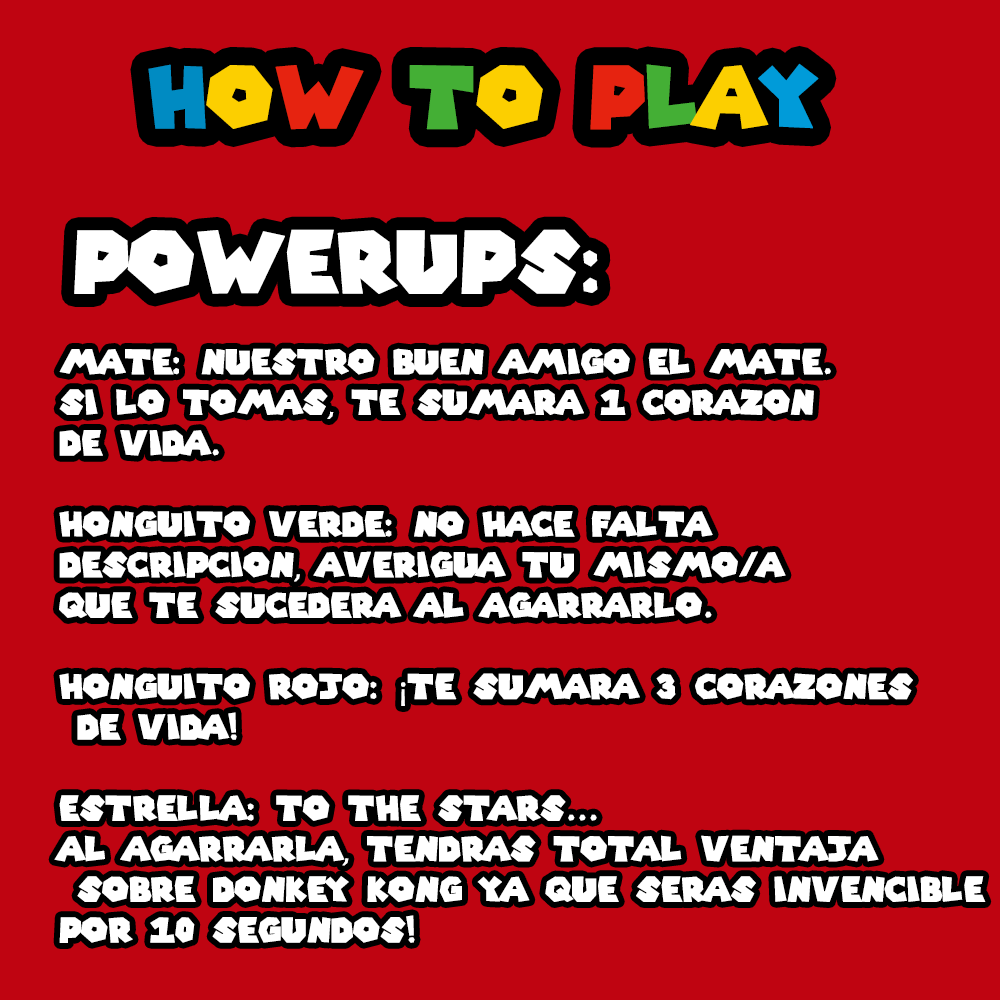 HOW TO PLAY
POWERUPS:
MATE: NUESTRO BUEN AMIGO EL MATE.
SI LO TOMAS, TE SUMARA 1 CORAZON
DE VIDA.
HONGUITO VERDE: NO HACE FALTA
DESCRIPCION, AVERIGUA TU MISMO/A
QUE TE SUCEDERA AL AGARRARLO.
HONGUITO ROJO: ¡TE SUMARA 3 CORAZONES
DE VIDA!
ESTRELLA: TO THE STARS...
AL AGARRARLA, TENDRAS TOTAL VENTAJA
SOBRE DONKEY KONG YA QUE SERAS INVENCIBLE
POR 10 SEGUNDOS!